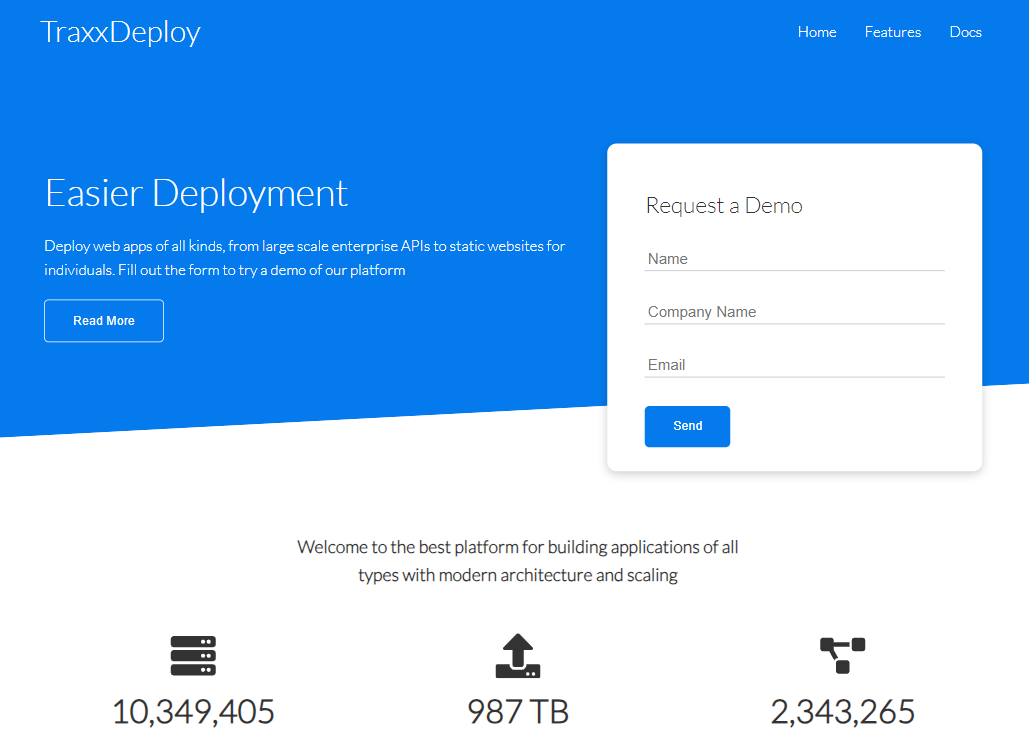 TraxxDeploy
Home Features Docs
Easier Deployment
Deploy web apps of all kinds, from large scale enterprise APIs to static websites for
individuals. Fill out the form to try a demo of our platform
Read More
Request a Demo
Name
Company Name
Email
Send
Welcome to the best platform for building applications of all
types with modern architecture and scaling
10,349,405
987 TB
2,343,265